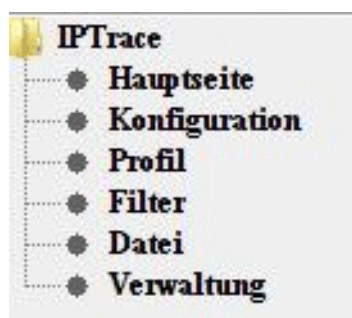 IPTrace
Hauptseite
Konfiguration
Profil
Filter
Datei
Verwaltung